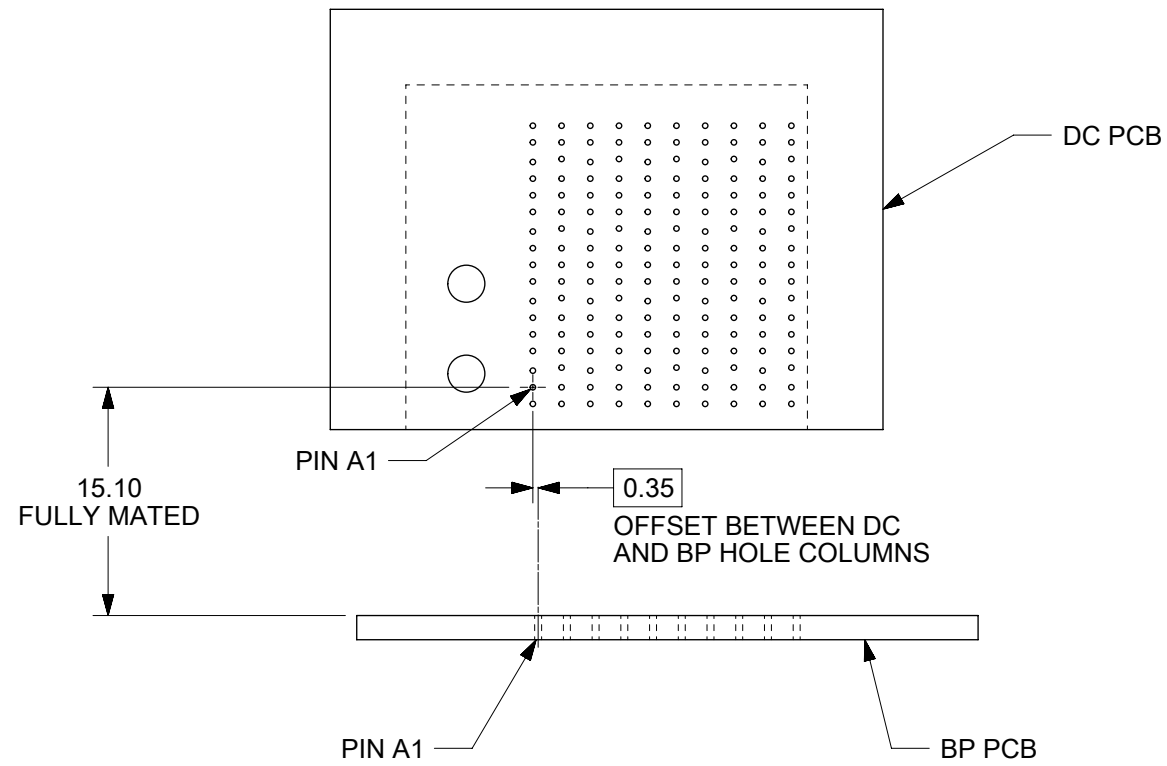 DC PCB
PIN A1
15.10
FULLY MATED
0.35
OFFSET BETWEEN DC
AND BP HOLE COLUMNS
PIN A1
BP PCB